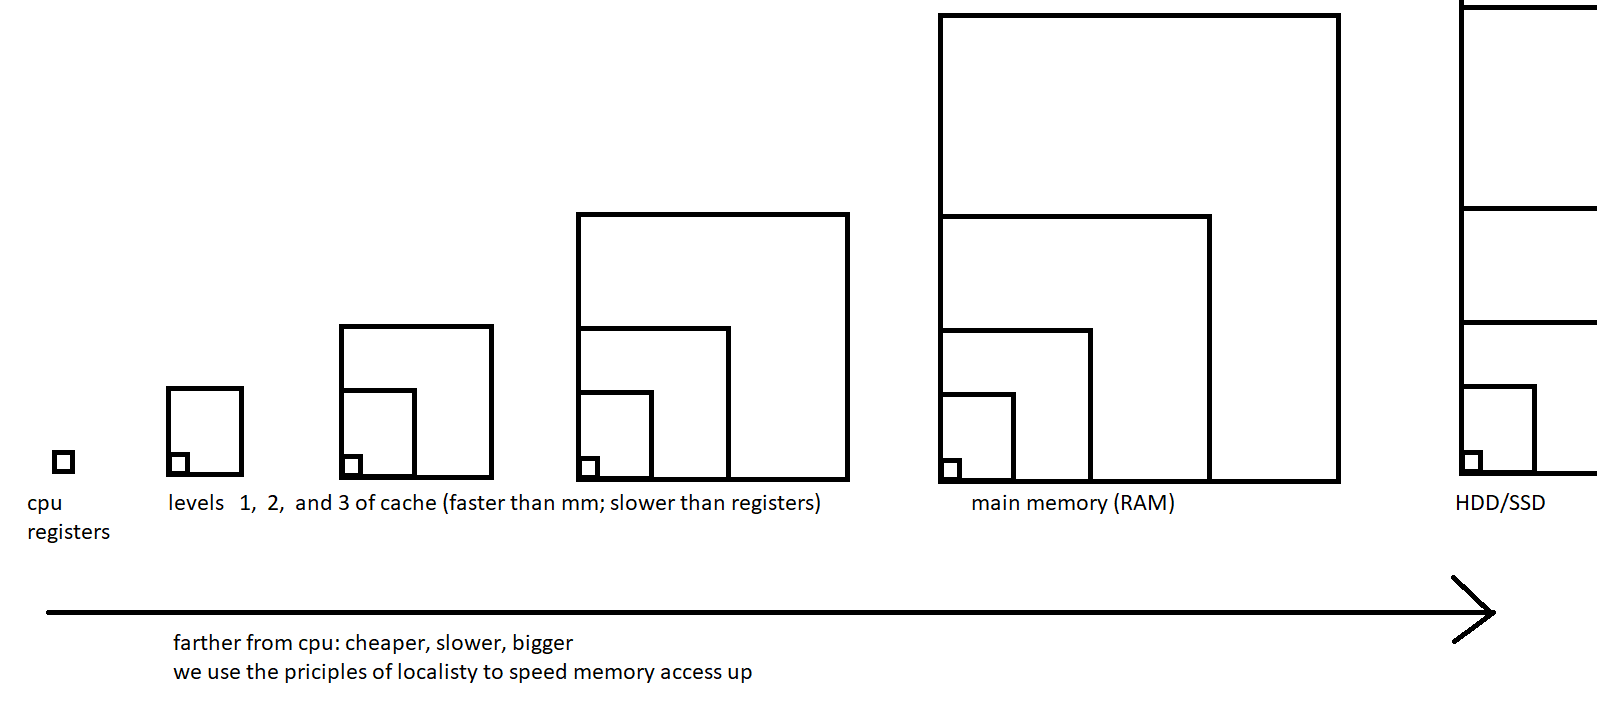 cpu
registers
levels 1, 2, and 3 of cache (faster than mm; slower than registers)
main memory (RAM)
HDD/SSD
farther from cpu: cheaper, slower, bigger
we use the priciples of localisty to speed memory access up